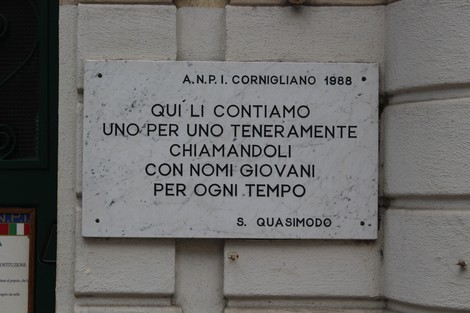 A.N.P.I. CORNIGLIANO 1988
QUI LI CONTIAMO
UNO PER UNO TENERAMENTE
CHIAMANDOLI
CON NOMI GIOVANI
PER OGNI TEMPO
S. QUASIMODO